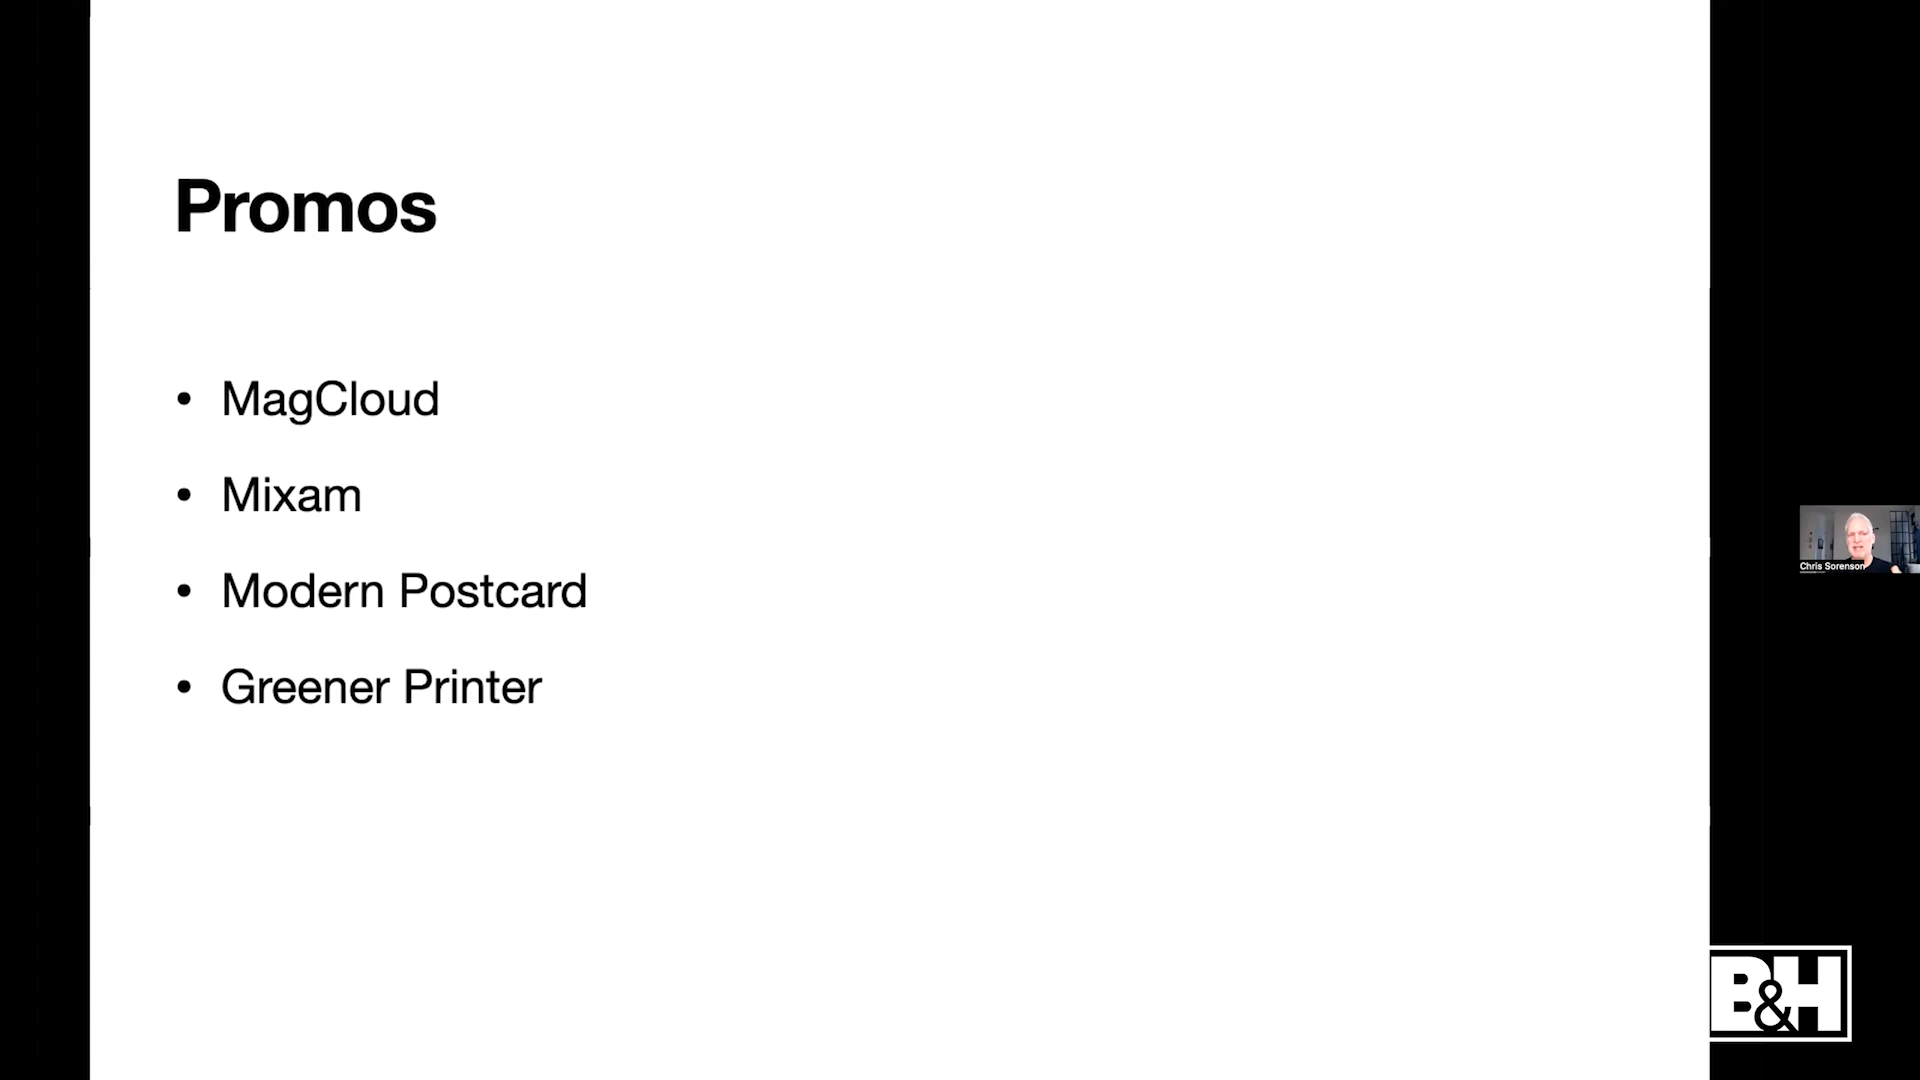 Promos
• MagCloud
• Mixam
• Modern Postcard
• Greener Printer
Chris Sorenson
B&H